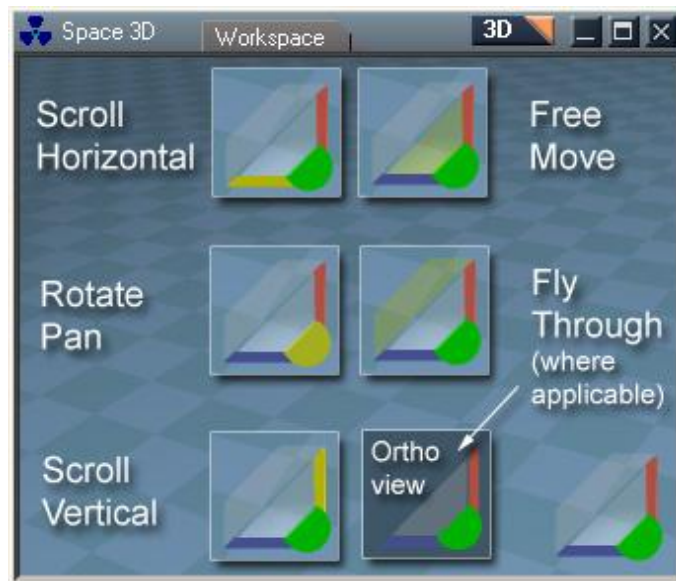 Space 3D
Workspace
3D
Scroll
Horizontal
Free
Move
Rotate
Pan
Fly
Through
(where
applicable)
Scroll
Vertical
Ortho
view